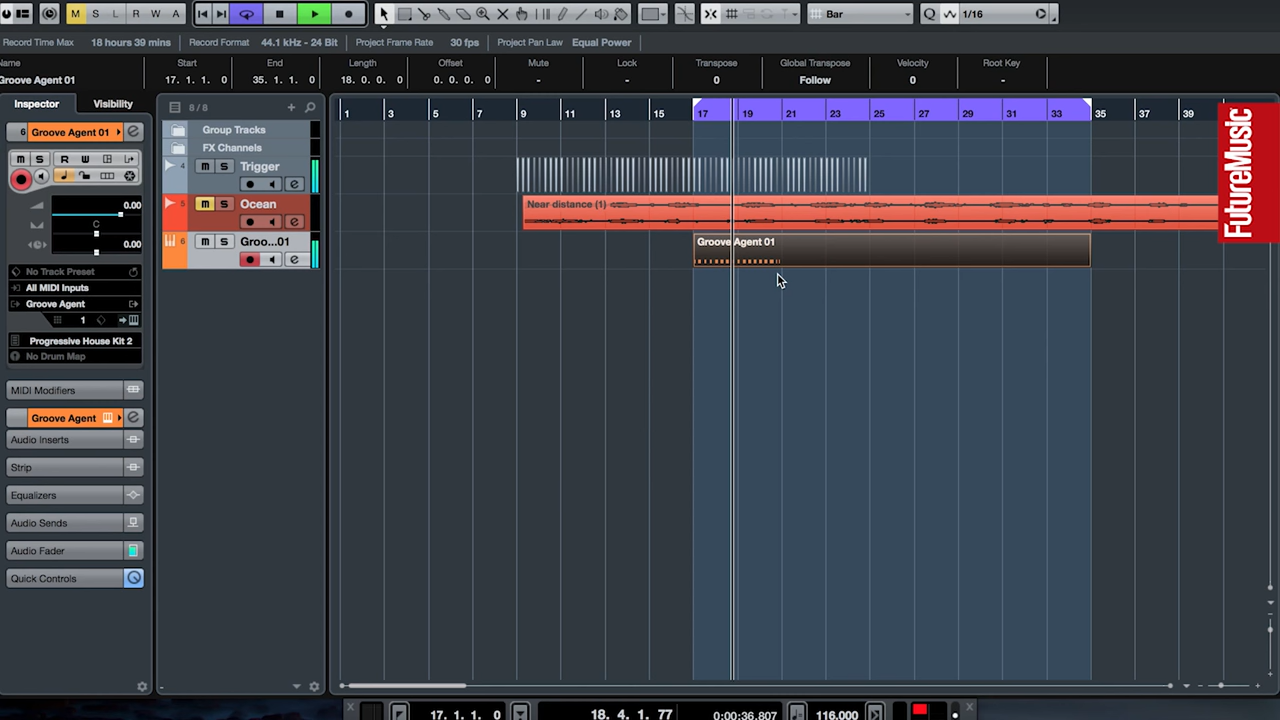 M S L R W A Bar Q 1/16
Record Time Max 18 hours 39 mins Record Format 44.1 kHz - 24 Bit Project Frame Rate 30 fps Project Pan Law Equal Power
Name Start End Length Offset Mute Lock Transpose Global Transpose Velocity Root Key
Groove Agent 01 17. 1. 1. 0 35. 1. 1. 0 18. 0. 0. 0 0. 0. 0. 0 - - 0 Follow 0 -
Inspector Visibility
8 / 8
6 Groove Agent 01
M S R W
0.00
C
0.00
No Track Preset
All MIDI Inputs
Groove Agent
1
Progressive House Kit 2
No Drum Map
MIDI Modifiers
Groove Agent
Audio Inserts
Strip
Equalizers
Audio Sends
Audio Fader
Quick Controls
Group Tracks
FX Channels
4 M S Trigger
5 M S Ocean
6 M S Groo...01
1 3 5 7 9 11 13 15 17 19 21 23 25 27 29 31 33 35 37 39
Near distance (1)
Groove Agent 01
FutureMusic
17. 1. 1. 0 18. 4. 1. 77 0:00:36.807 116.000